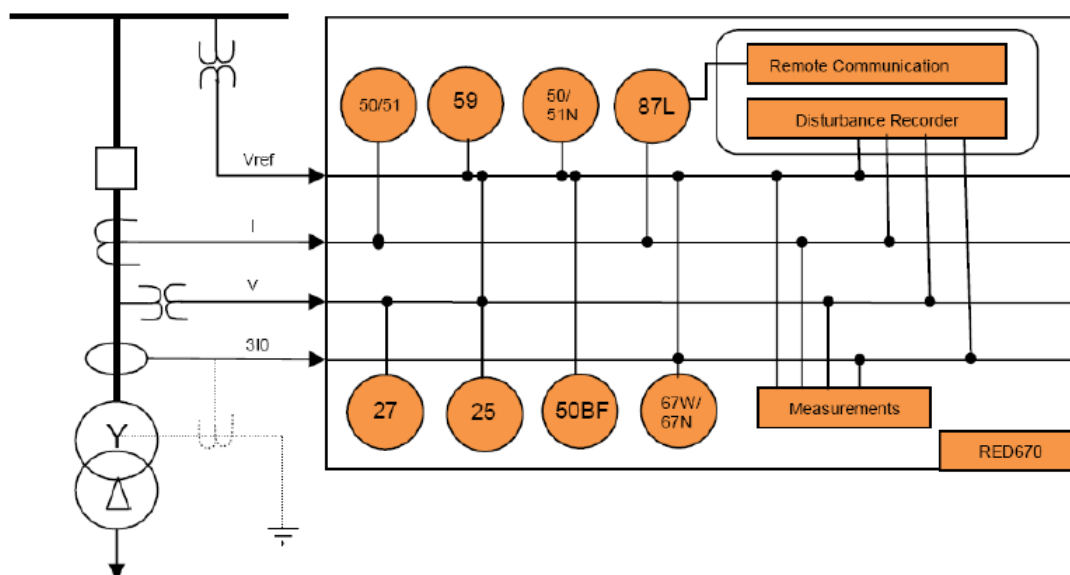 Remote Communication
50/51
59
50/
51N
87L
Disturbance Recorder
Vref
I
V
3I0
27
25
50BF
67W/
67N
Measurements
RED670
Y
Δ